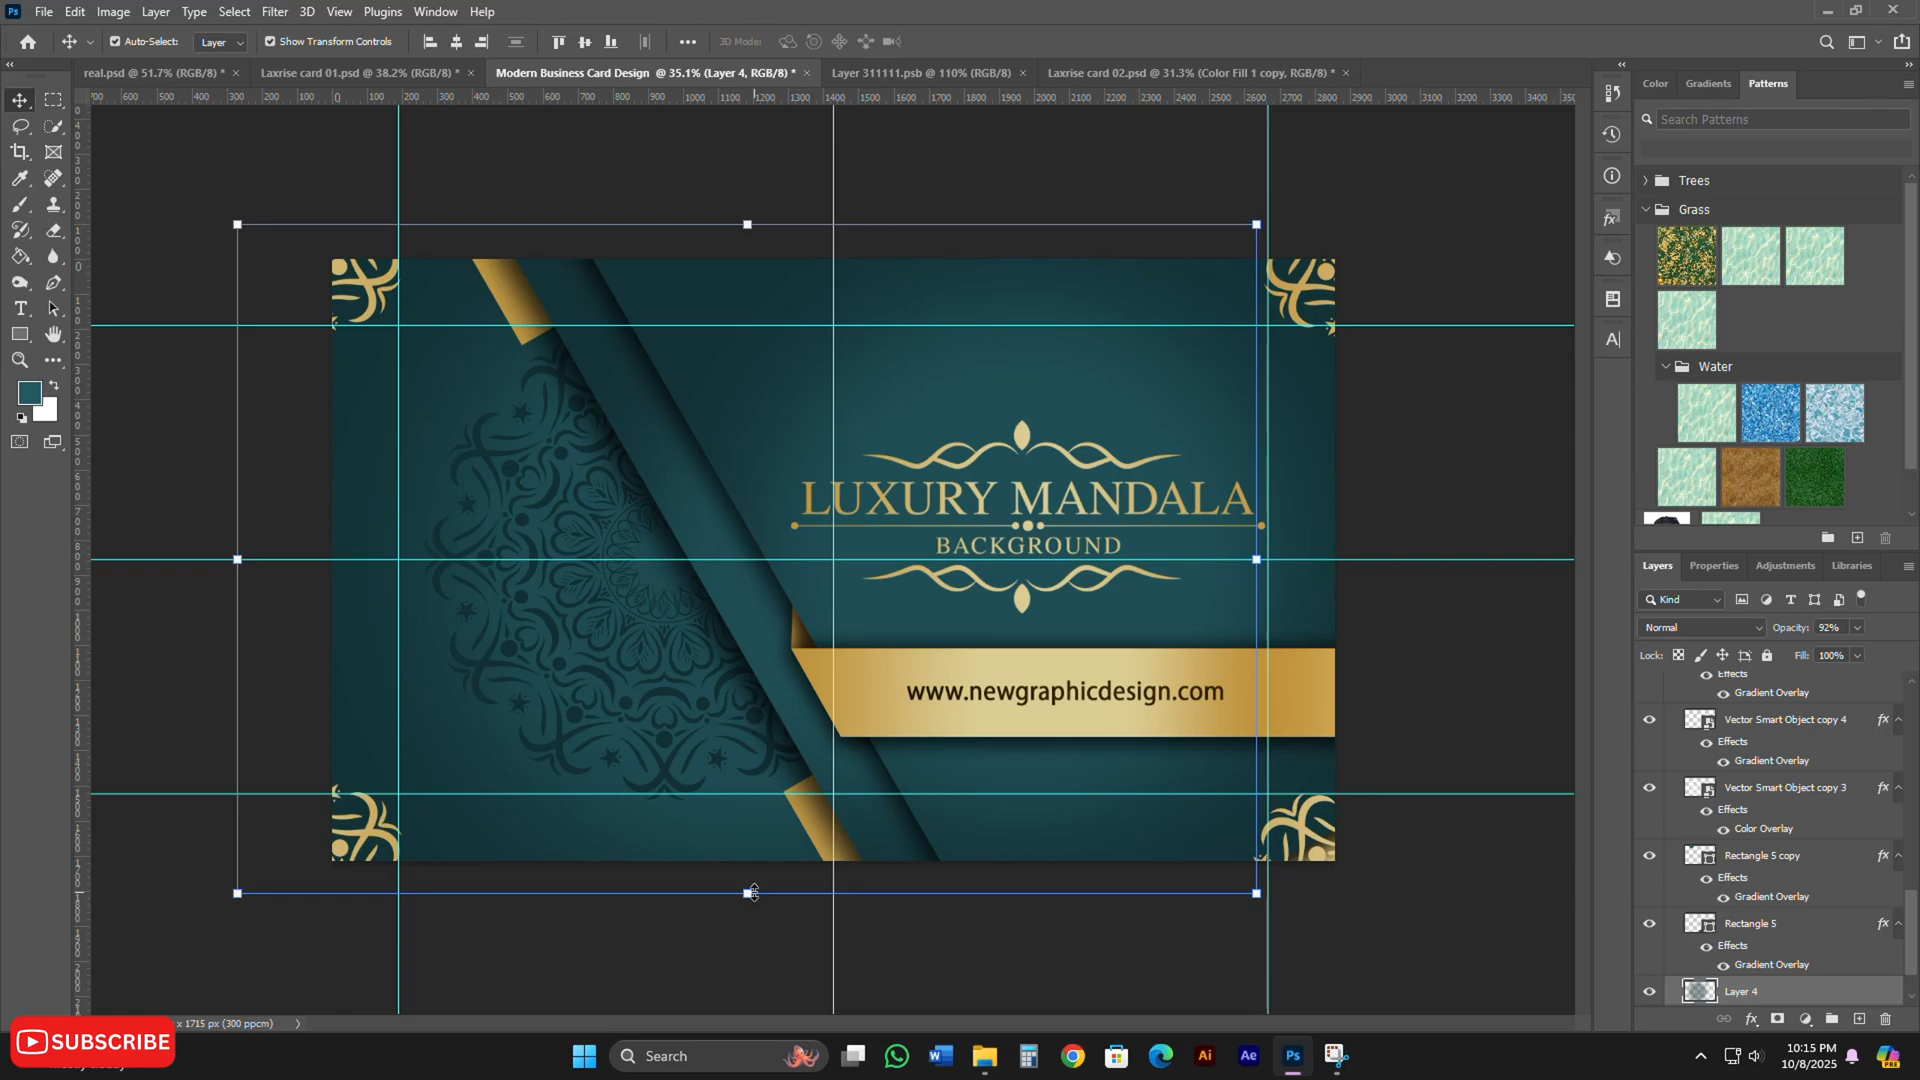 File Edit Image Layer Type Select Filter 3D View Plugins Window Help
Auto-Select: Layer Show Transform Controls 3D Mode:
real.psd @ 51.7% (RGB/8) * Laxrise card 01.psd @ 38.2% (RGB/8) * Modern Business Card Design @ 35.1% (Layer 4, RGB/8) * Layer 311111.psb @ 110% (RGB/8) Laxrise card 02.psd @ 31.3% (Color Fill 1 copy, RGB/8) *
Color Gradients Patterns
Search Patterns
Trees
Grass
Water
LUXURY MANDALA
BACKGROUND
www.newgraphicdesign.com
Layers Properties Adjustments Libraries
Kind
Normal Opacity: 92%
Lock: Fill: 100%
Effects
Gradient Overlay
Vector Smart Object copy 4 fx
Effects
Gradient Overlay
Vector Smart Object copy 3 fx
Effects
Color Overlay
Rectangle 5 copy fx
Effects
Gradient Overlay
Rectangle 5 fx
Effects
Gradient Overlay
Layer 4
x 1715 px (300 ppcm)
SUBSCRIBE
Search
10:15 PM
10/8/2025